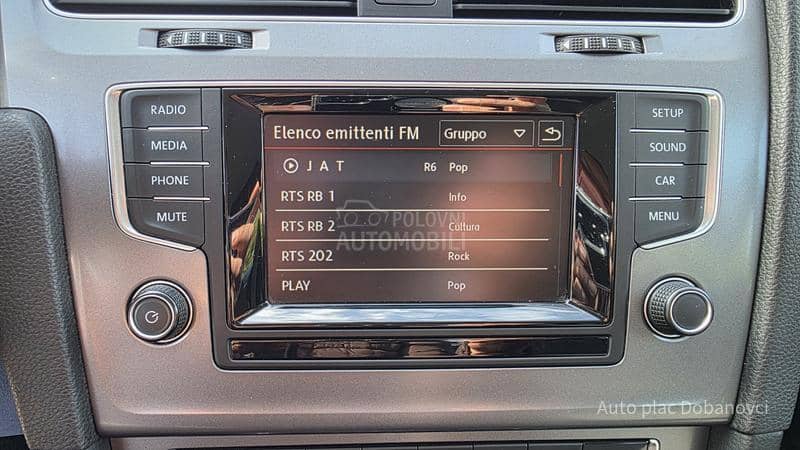 RADIO
MEDIA
PHONE
MUTE
Elenco emittenti FM Gruppo
J A T R6 Pop
RTS RB 1 Info
RTS RB 2 Cultura
RTS 202 Rock
PLAY Pop
SETUP
SOUND
CAR
MENU
POLOVNI
AUTOMOBILI
Auto plac Dobanovci